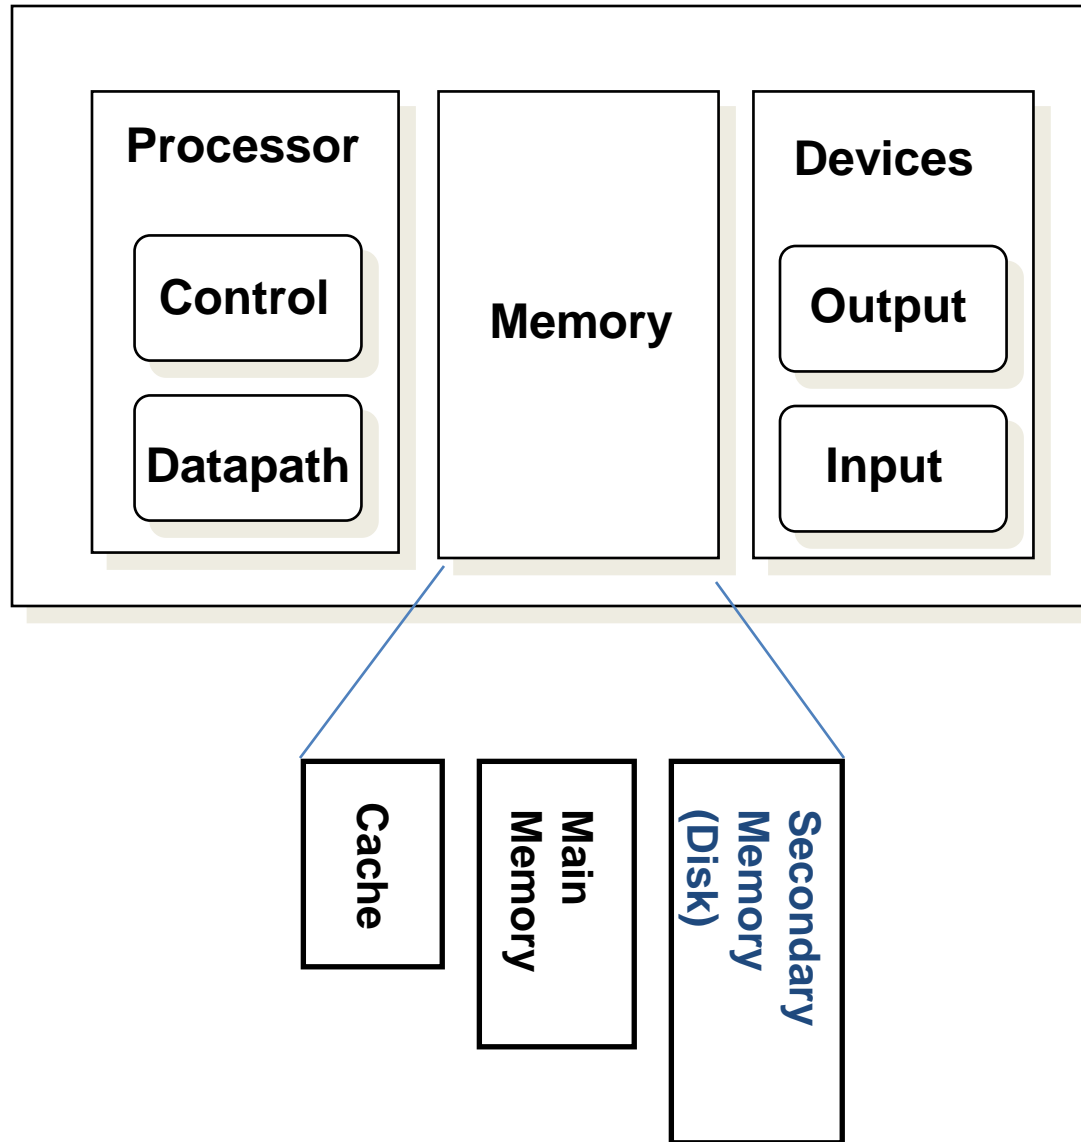 Processor
Control
Datapath
Memory
Devices
Output
Input
Cache
Main
Memory
Secondary
Memory
(Disk)